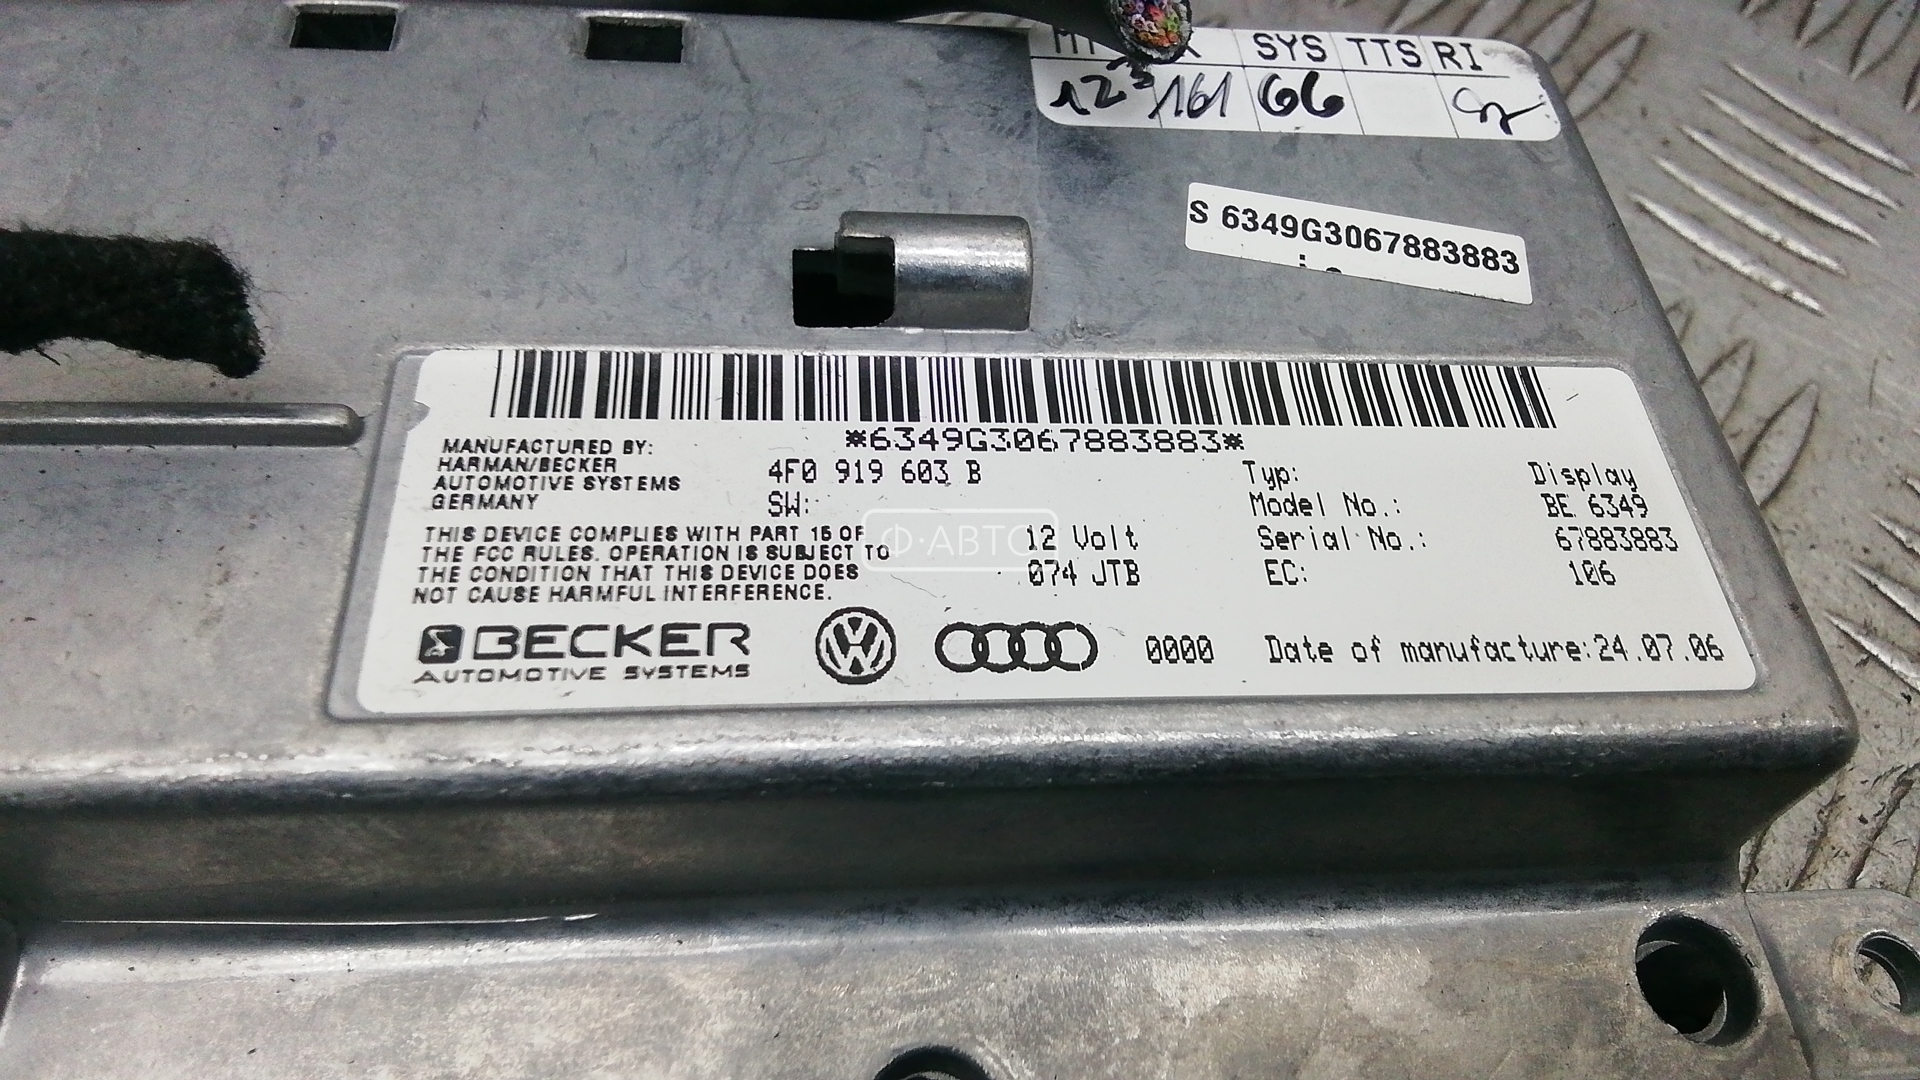 SYS TTS RI
12 161 66
S 6349G3067883883
*6349G3067883883*
MANUFACTURED BY:
HARMAN/BECKER
AUTOMOTIVE SYSTEMS
GERMANY
4F0 919 603 B
SW:
Typ: Display
Model No.: BE 6349
THIS DEVICE COMPLIES WITH PART 15 OF
THE FCC RULES. OPERATION IS SUBJECT TO
THE CONDITION THAT THIS DEVICE DOES
NOT CAUSE HARMFUL INTERFERENCE.
Ф·АВТО
12 Volt
074 JTB
Serial No.: 67883883
EC: 106
BECKER
AUTOMOTIVE SYSTEMS
VW
0000
Date of manufacture:24.07.06